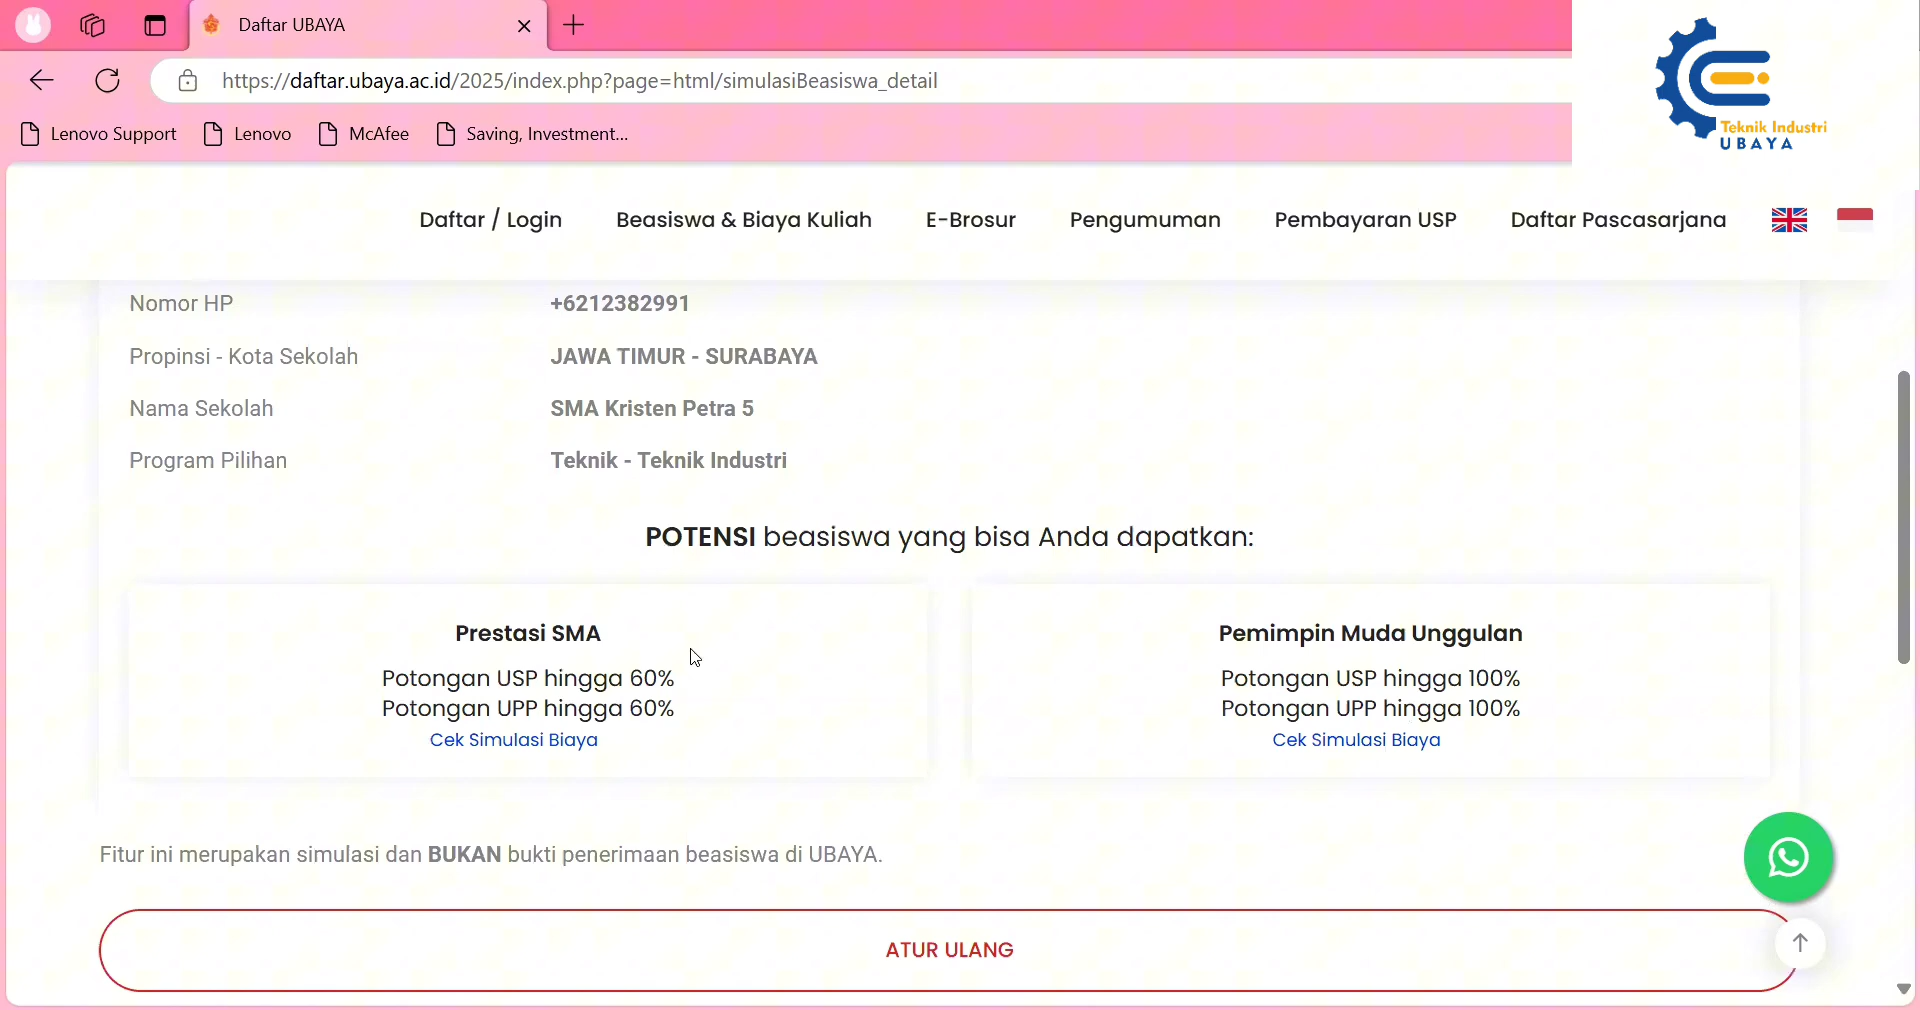 Daftar UBAYA
https://daftar.ubaya.ac.id/2025/index.php?page=html/simulasiBeasiswa_detail
Lenovo Support
Lenovo
McAfee
Saving, Investment...
Teknik Industri
UBAYA
Daftar / Login
Beasiswa & Biaya Kuliah
E-Brosur
Pengumuman
Pembayaran USP
Daftar Pascasarjana
Nomor HP +6212382991
Propinsi - Kota Sekolah JAWA TIMUR - SURABAYA
Nama Sekolah SMA Kristen Petra 5
Program Pilihan Teknik - Teknik Industri
POTENSI beasiswa yang bisa Anda dapatkan:
Prestasi SMA
Potongan USP hingga 60%
Potongan UPP hingga 60%
Cek Simulasi Biaya
Pemimpin Muda Unggulan
Potongan USP hingga 100%
Potongan UPP hingga 100%
Cek Simulasi Biaya
Fitur ini merupakan simulasi dan BUKAN bukti penerimaan beasiswa di UBAYA.
ATUR ULANG